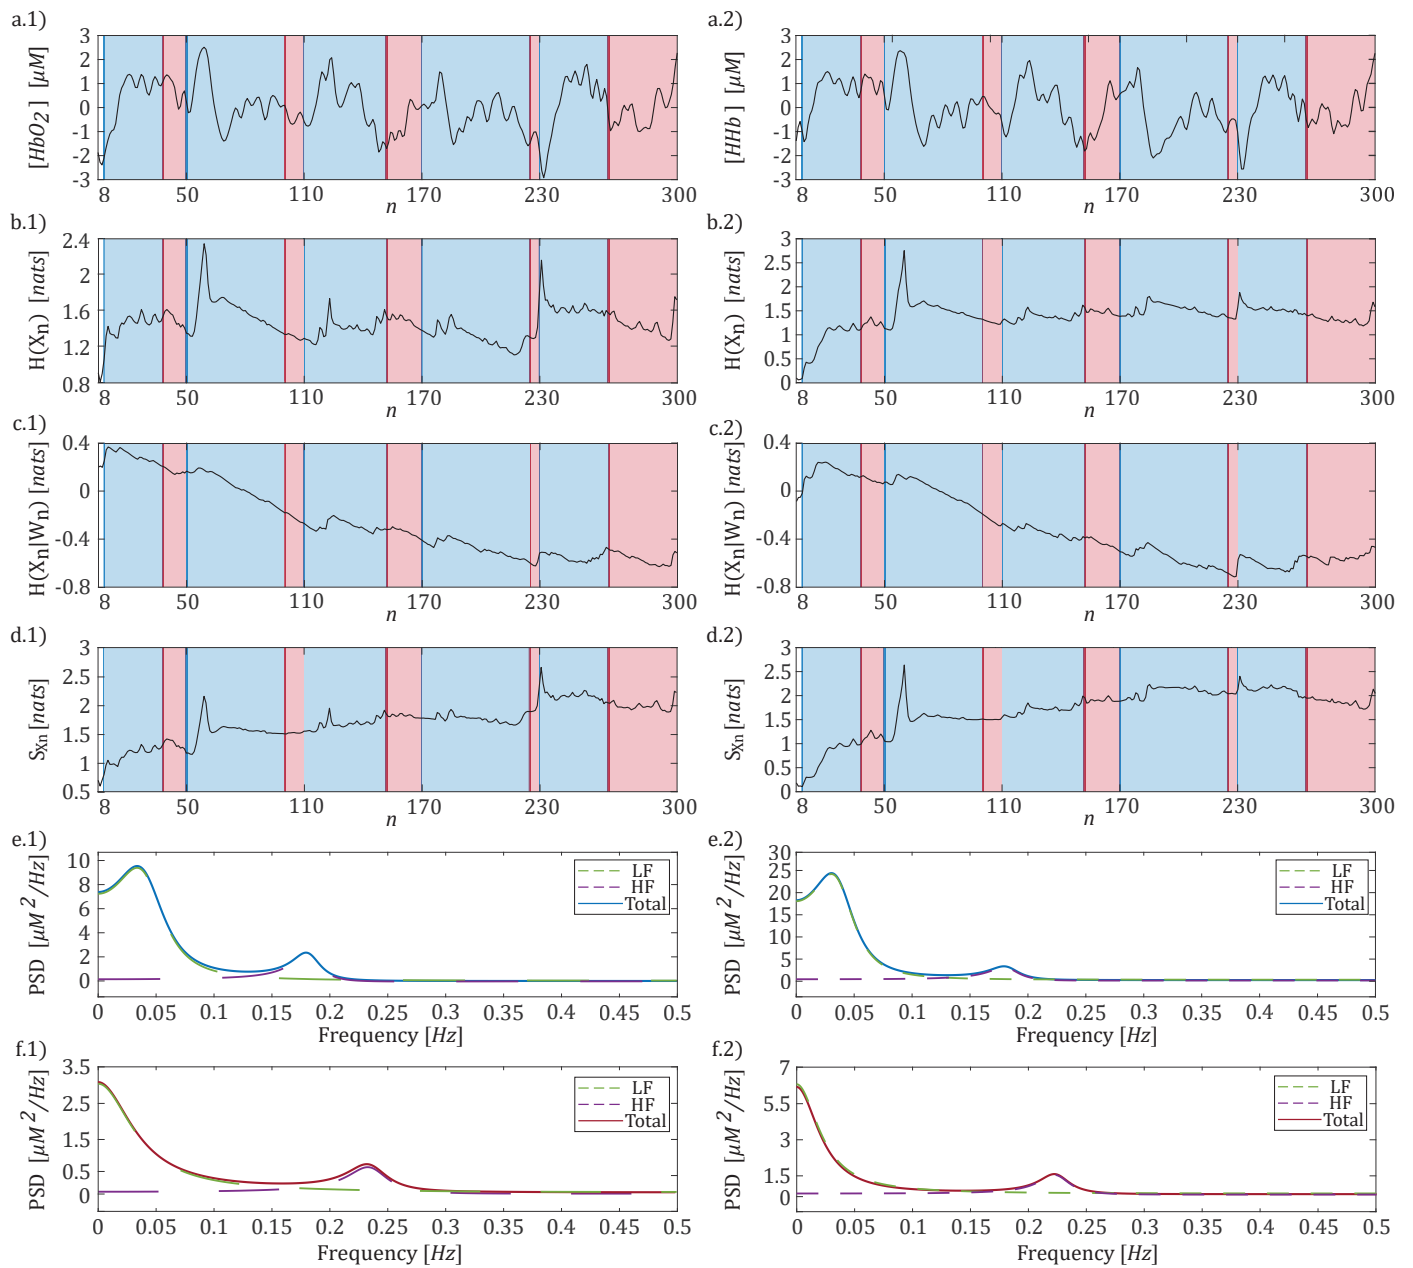 a.1)
[HbO2] [μM]
3
2
1
0
-1
-2
-3
8 50 110 170 230 300
n
a.2)
[HHb] [μM]
3
2
1
0
-1
-2
-3
8 50 110 170 230 300
n
b.1)
H(Xn) [nats]
2.4
2
1.6
1.2
0.8
8 50 110 170 230 300
n
b.2)
H(Xn) [nats]
3
2.5
2
1.5
1
0.5
0
8 50 110 170 230 300
n
c.1)
H(Xn|Wn) [nats]
0.4
0
-0.4
-0.8
8 50 110 170 230 300
n
c.2)
H(Xn|Wn) [nats]
0.4
0
-0.4
-0.8
8 50 110 170 230 300
n
d.1)
SXn [nats]
3
2.5
2
1.5
1
0.5
8 50 110 170 230 300
n
d.2)
SXn [nats]
3
2.5
2
1.5
1
0.5
0
8 50 110 170 230 300
n
e.1)
PSD [μM²/Hz]
10
8
6
4
2
0
LF
HF
Total
0 0.05 0.1 0.15 0.2 0.25 0.3 0.35 0.4 0.45 0.5
Frequency [Hz]
e.2)
PSD [μM²/Hz]
30
25
20
15
10
5
0
LF
HF
Total
0 0.05 0.1 0.15 0.2 0.25 0.3 0.35 0.4 0.45 0.5
Frequency [Hz]
f.1)
PSD [μM²/Hz]
3.5
2.5
1.5
0.5
0
LF
HF
Total
0 0.05 0.1 0.15 0.2 0.25 0.3 0.35 0.4 0.45 0.5
Frequency [Hz]
f.2)
PSD [μM²/Hz]
7
5.5
3
1.5
0
LF
HF
Total
0 0.05 0.1 0.15 0.2 0.25 0.3 0.35 0.4 0.45 0.5
Frequency [Hz]